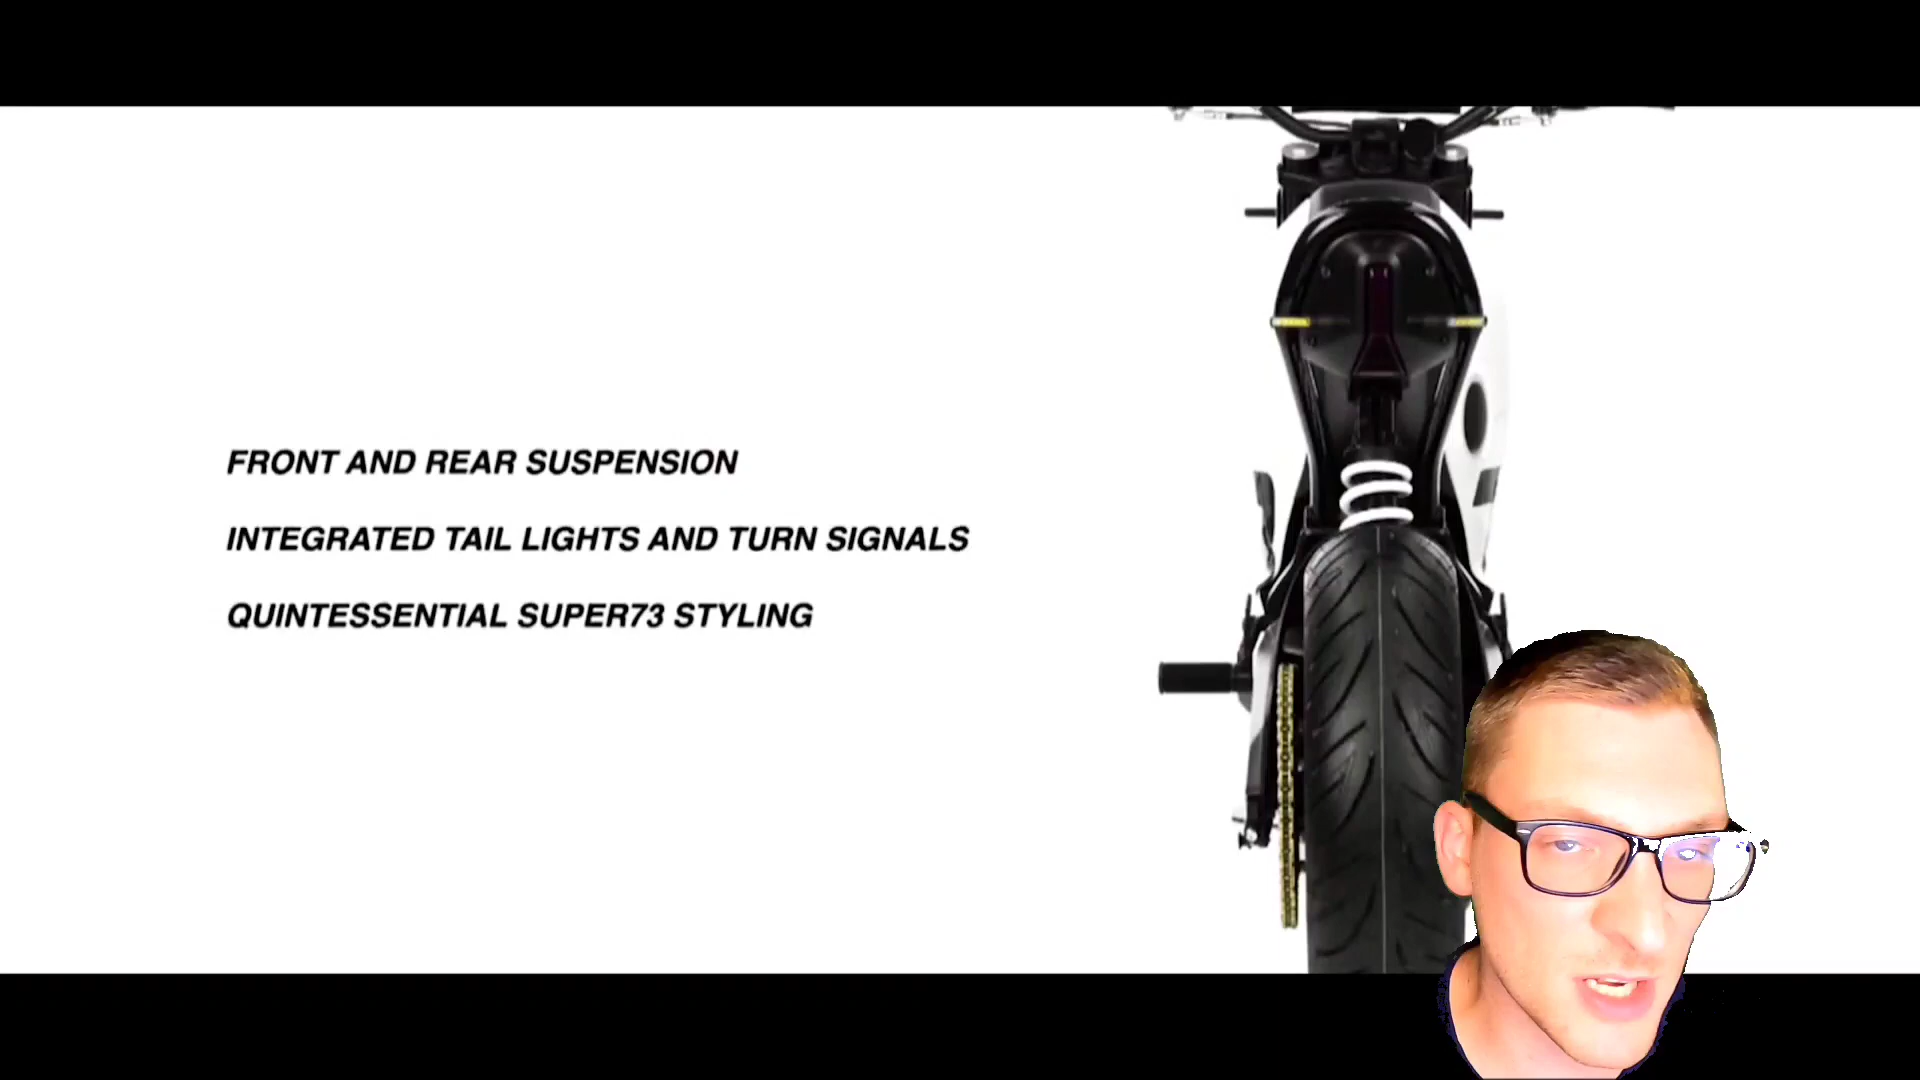 FRONT AND REAR SUSPENSION
INTEGRATED TAIL LIGHTS AND TURN SIGNALS
QUINTESSENTIAL SUPER73 STYLING